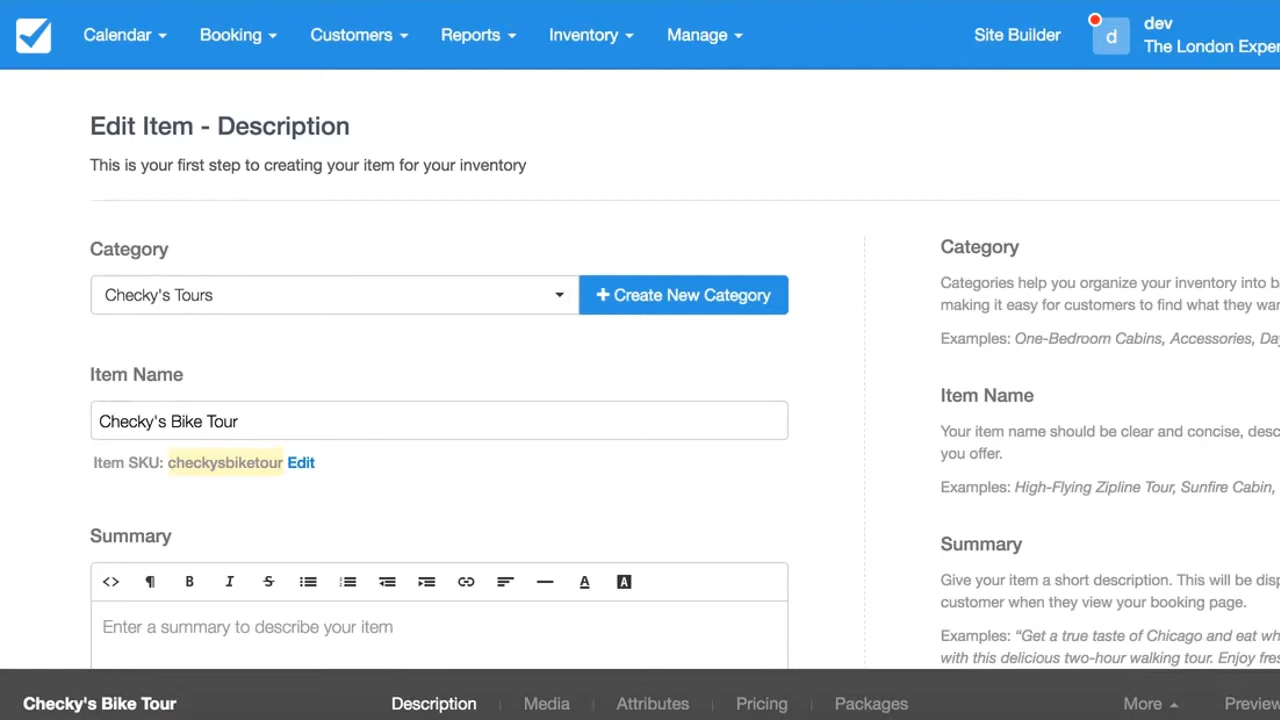 Calendar Booking Customers Reports Inventory Manage Site Builder d dev
The London Exper
Edit Item - Description
This is your first step to creating your item for your inventory
Category
Checky's Tours + Create New Category
Item Name
Checky's Bike Tour
Item SKU: checkysbiketour Edit
Summary
<> ¶ B I S A A
Enter a summary to describe your item
Category
Categories help you organize your inventory into b
making it easy for customers to find what they wa
Examples: One-Bedroom Cabins, Accessories, Da
Item Name
Your item name should be clear and concise, desc
you offer.
Examples: High-Flying Zipline Tour, Sunfire Cabin,
Summary
Give your item a short description. This will be disp
customer when they view your booking page.
Examples: “Get a true taste of Chicago and eat wh
with this delicious two-hour walking tour. Enjoy fres
Checky's Bike Tour Description | Media | Attributes | Pricing | Packages More Preview